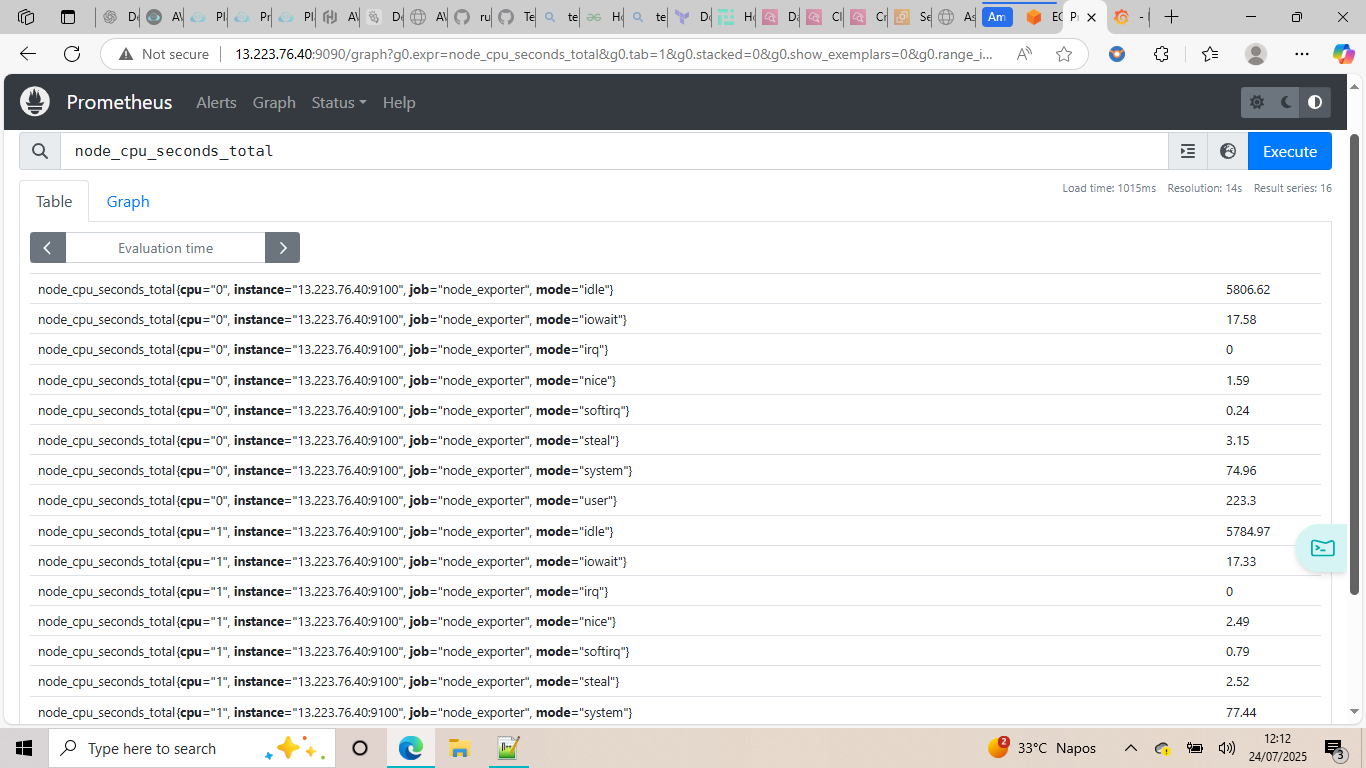 Am
EC
Pr
Not secure
13.223.76.40:9090/graph?g0.expr=node_cpu_seconds_total&g0.tab=1&g0.stacked=0&g0.show_exemplars=0&g0.range_i...
Prometheus Alerts Graph Status Help
node_cpu_seconds_total
Execute
Load time: 1015ms Resolution: 14s Result series: 16
Table Graph
Evaluation time
node_cpu_seconds_total{cpu="0", instance="13.223.76.40:9100", job="node_exporter", mode="idle"} 5806.62
node_cpu_seconds_total{cpu="0", instance="13.223.76.40:9100", job="node_exporter", mode="iowait"} 17.58
node_cpu_seconds_total{cpu="0", instance="13.223.76.40:9100", job="node_exporter", mode="irq"} 0
node_cpu_seconds_total{cpu="0", instance="13.223.76.40:9100", job="node_exporter", mode="nice"} 1.59
node_cpu_seconds_total{cpu="0", instance="13.223.76.40:9100", job="node_exporter", mode="softirq"} 0.24
node_cpu_seconds_total{cpu="0", instance="13.223.76.40:9100", job="node_exporter", mode="steal"} 3.15
node_cpu_seconds_total{cpu="0", instance="13.223.76.40:9100", job="node_exporter", mode="system"} 74.96
node_cpu_seconds_total{cpu="0", instance="13.223.76.40:9100", job="node_exporter", mode="user"} 223.3
node_cpu_seconds_total{cpu="1", instance="13.223.76.40:9100", job="node_exporter", mode="idle"} 5784.97
node_cpu_seconds_total{cpu="1", instance="13.223.76.40:9100", job="node_exporter", mode="iowait"} 17.33
node_cpu_seconds_total{cpu="1", instance="13.223.76.40:9100", job="node_exporter", mode="irq"} 0
node_cpu_seconds_total{cpu="1", instance="13.223.76.40:9100", job="node_exporter", mode="nice"} 2.49
node_cpu_seconds_total{cpu="1", instance="13.223.76.40:9100", job="node_exporter", mode="softirq"} 0.79
node_cpu_seconds_total{cpu="1", instance="13.223.76.40:9100", job="node_exporter", mode="steal"} 2.52
node_cpu_seconds_total{cpu="1", instance="13.223.76.40:9100", job="node_exporter", mode="system"} 77.44
Type here to search
2
33°C Napos
12:12
24/07/2025
3